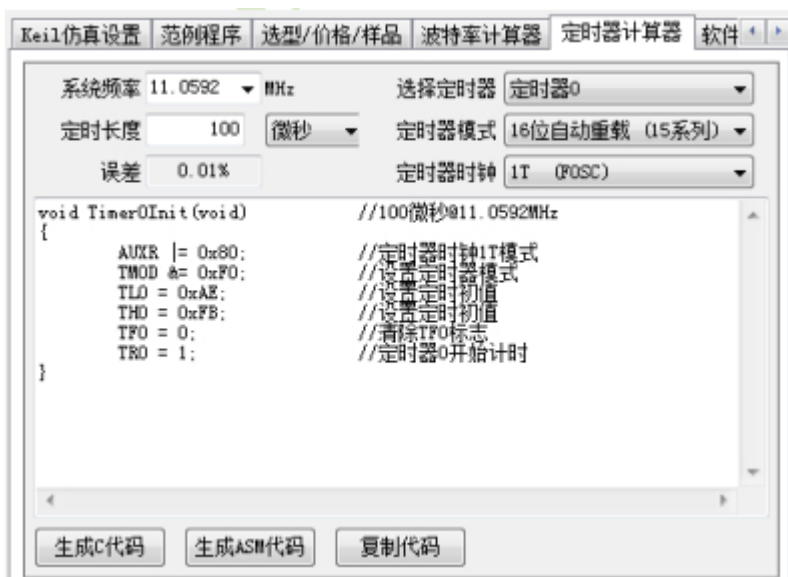 Keil仿真设置 范例程序 选型/价格/样品 波特率计算器 定时器计算器 软件
系统频率 11.0592 MHz 选择定时器 定时器0
定时长度 100 微秒 定时器模式 16位自动重载 (15系列)
误差 0.01% 定时器时钟 1T (FOSC)
void Timer0Init(void) //100微秒@11.0592MHz
{
AUXR |= 0x80; //定时器时钟1T模式
TMOD &= 0xF0; //设置定时器模式
TL0 = 0xAE; //设置定时初值
TH0 = 0xFB; //设置定时初值
TF0 = 0; //清除TF0标志
TR0 = 1; //定时器0开始计时
}
生成C代码 生成ASM代码 复制代码